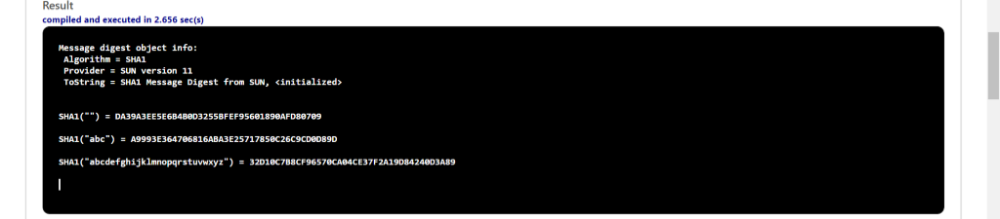 Result
compiled and executed in 2.656 sec(s)
Message digest object info:
Algorithm = SHA1
Provider = SUN version 11
ToString = SHA1 Message Digest from SUN, <initialized>
SHA1("") = DA39A3EE5E6B4B0D3255BFEF95601890AFD80709
SHA1("abc") = A9993E364706816ABA3E25717850C26C9CD0D89D
SHA1("abcdefghijklmnopqrstuvwxyz") = 32D10C7B8CF96570CA04CE37F2A19D84240D3A89